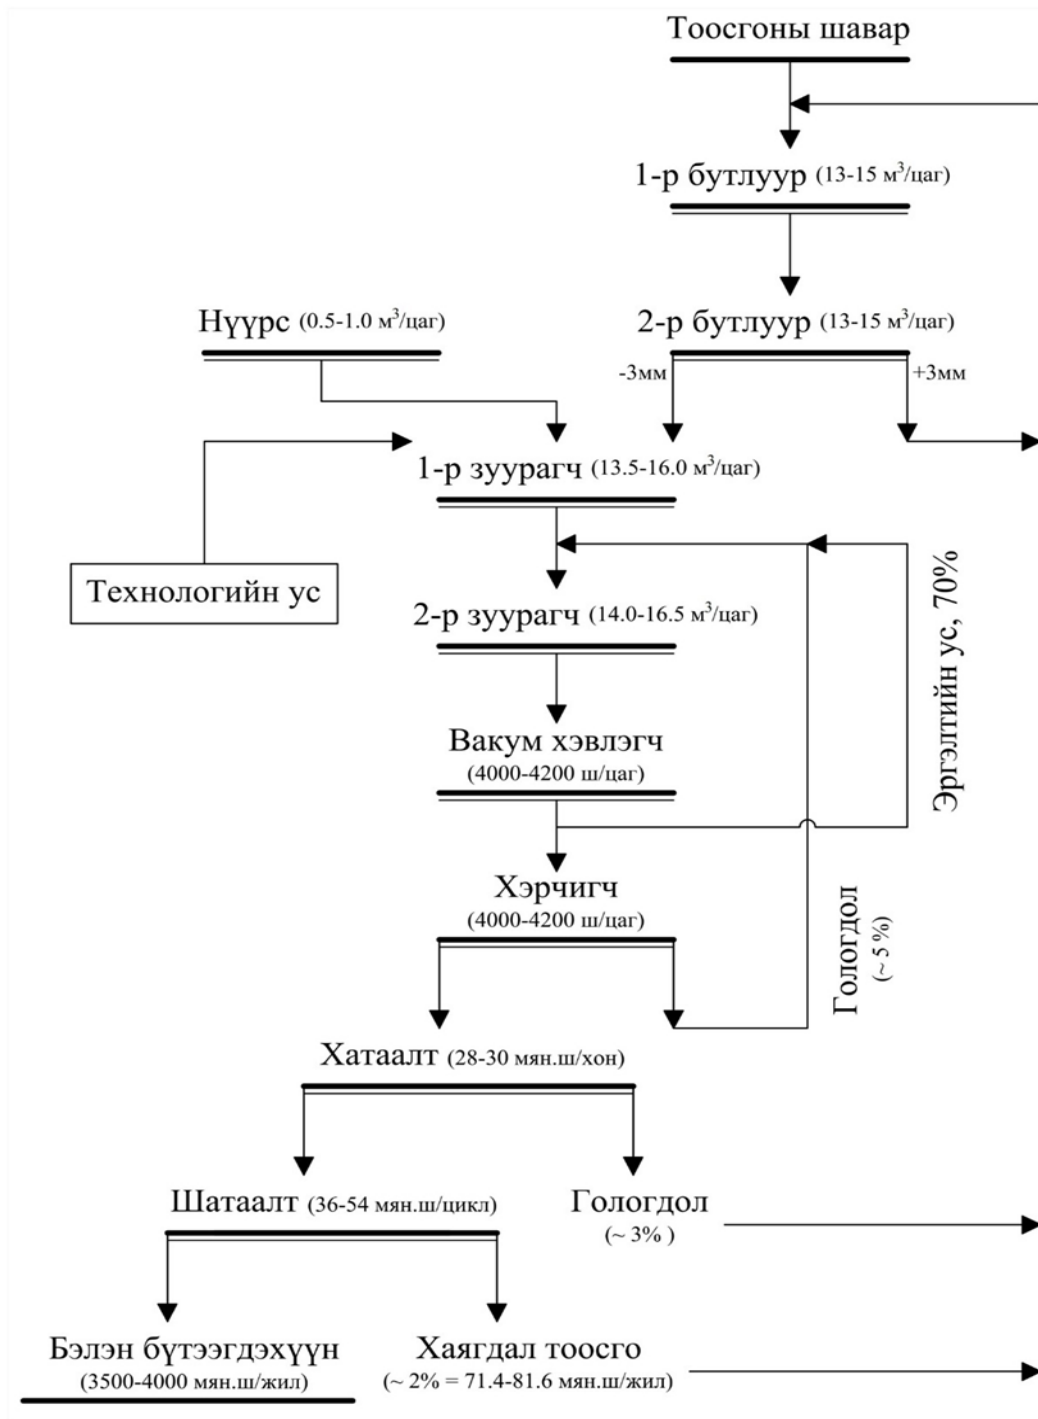 Тоосгоны шавар
1-р бутлуур (13-15 м³/цаг)
Нүүрс (0.5-1.0 м³/цаг)
2-р бутлуур (13-15 м³/цаг)
-3мм
+3мм
1-р зуурагч (13.5-16.0 м³/цаг)
Технологийн ус
2-р зуурагч (14.0-16.5 м³/цаг)
Эргэлтийн ус, 70%
Вакум хэвлэгч
(4000-4200 ш/цаг)
Хэрчигч
(4000-4200 ш/цаг)
Гологдол
(~ 5 %)
Хатаалт (28-30 мян.ш/хон)
Шатаалт (36-54 мян.ш/цикл)
Гологдол
(~ 3% )
Бэлэн бүтээгдэхүүн
(3500-4000 мян.ш/жил)
Хаягдал тоосго
(~ 2% = 71.4-81.6 мян.ш/жил)